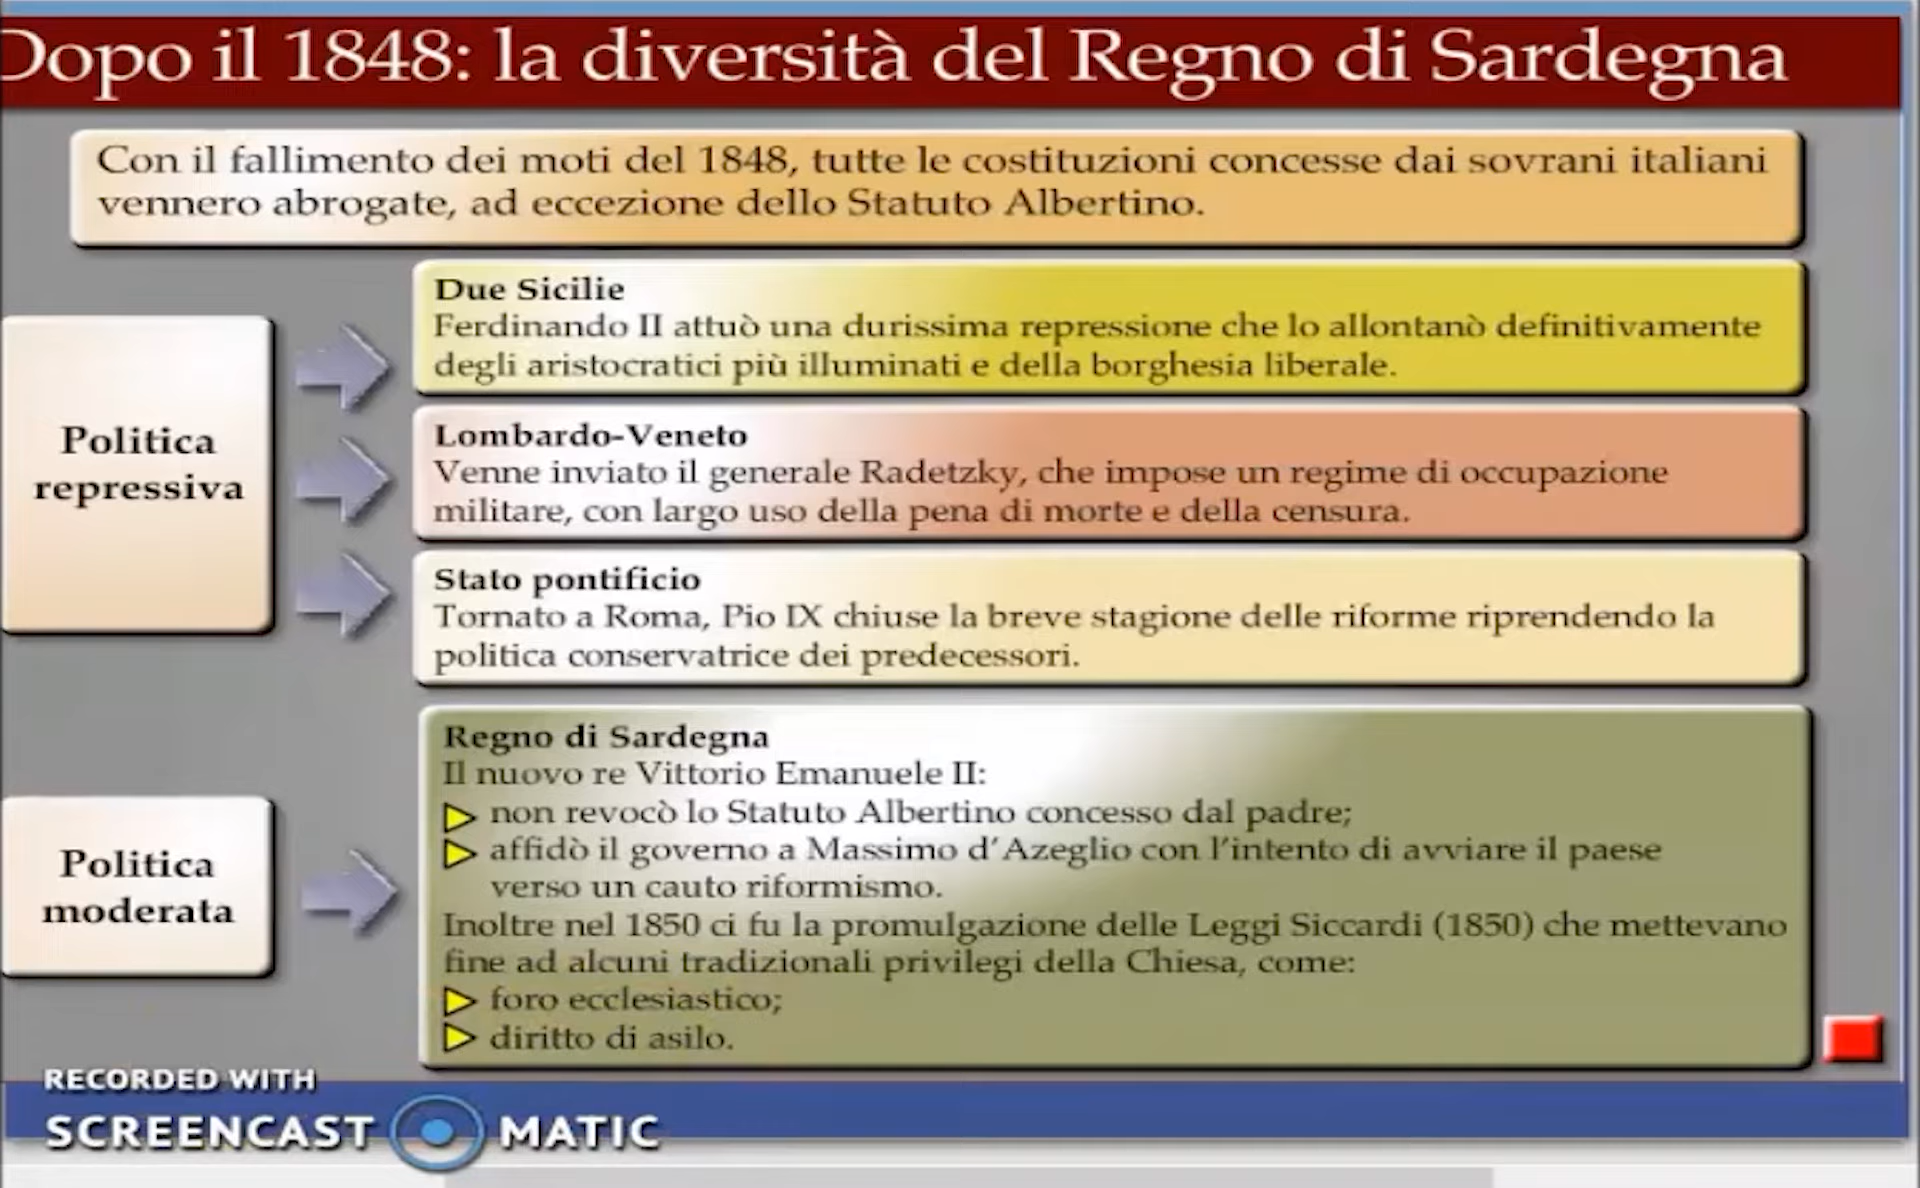 Dopo il 1848: la diversità del Regno di Sardegna
Con il fallimento dei moti del 1848, tutte le costituzioni concesse dai sovrani italiani
vennero abrogate, ad eccezione dello Statuto Albertino.
Politica
repressiva
Due Sicilie
Ferdinando II attuò una durissima repressione che lo allontanò definitivamente
degli aristocratici più illuminati e della borghesia liberale.
Lombardo-Veneto
Venne inviato il generale Radetzky, che impose un regime di occupazione
militare, con largo uso della pena di morte e della censura.
Stato pontificio
Tornato a Roma, Pio IX chiuse la breve stagione delle riforme riprendendo la
politica conservatrice dei predecessori.
Politica
moderata
Regno di Sardegna
Il nuovo re Vittorio Emanuele II:
non revocò lo Statuto Albertino concesso dal padre;
affidò il governo a Massimo d'Azeglio con l'intento di avviare il paese
verso un cauto riformismo.
Inoltre nel 1850 ci fu la promulgazione delle Leggi Siccardi (1850) che mettevano
fine ad alcuni tradizionali privilegi della Chiesa, come:
foro ecclesiastico;
diritto di asilo.
RECORDED WITH
SCREENCAST MATIC